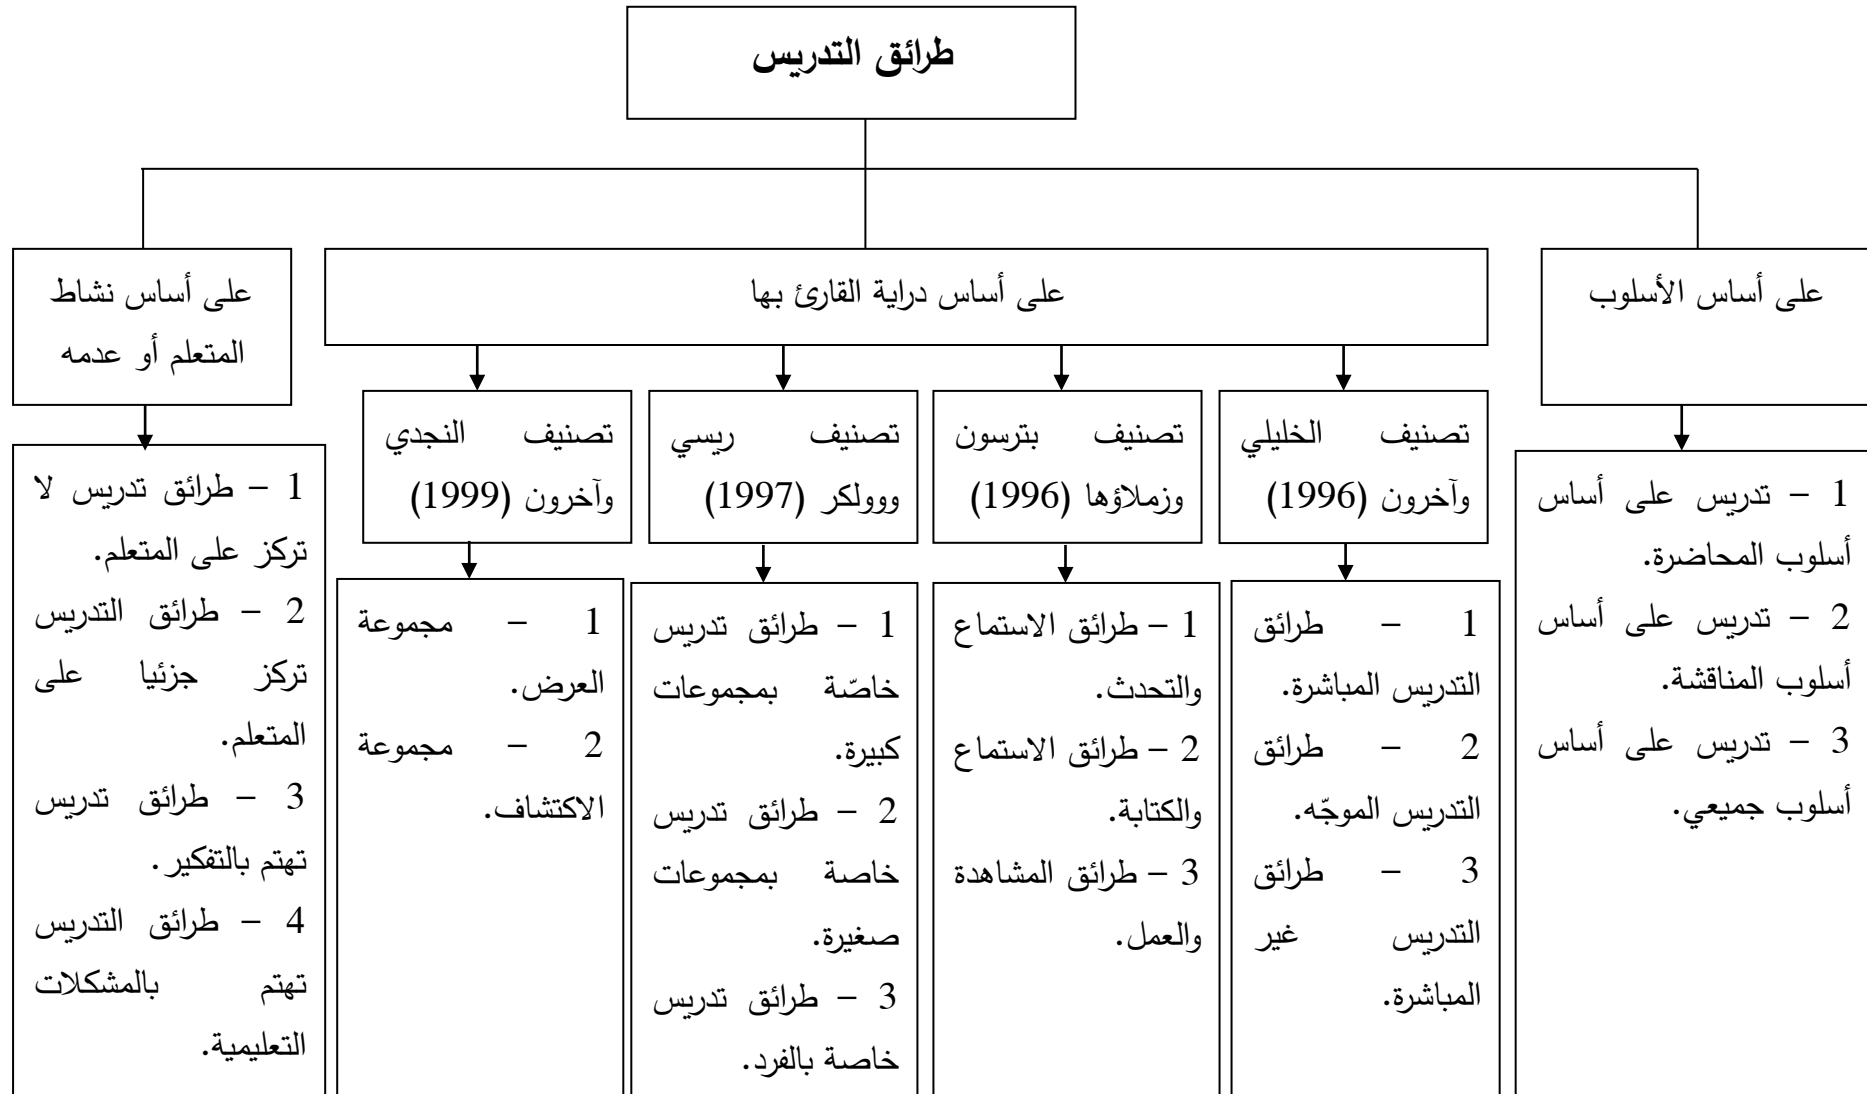 طرائق التدريس
على أساس الأسلوب
على أساس دراية القارئ بها
على أساس نشاط
المتعلم أو عدمه
تصنيف الخليلي
وآخرون (1996)
تصنيف بترسون
وزملاؤها (1996)
تصنيف ريسي
وولكر (1997)
تصنيف النجدي
وآخرون (1999)
1 – تدريس على أساس
أسلوب المحاضرة.
2 – تدريس على أساس
أسلوب المناقشة.
3 – تدريس على أساس
أسلوب جميعي.
1 – طرائق
التدريس المباشرة.
2 – طرائق
التدريس الموجّه.
3 – طرائق
التدريس غير
المباشرة.
1 – طرائق الاستماع
والتحدث.
2 – طرائق الاستماع
والكتابة.
3 – طرائق المشاهدة
والعمل.
1 – طرائق تدريس
خاصّة بمجموعات
كبيرة.
2 – طرائق تدريس
خاصة بمجموعات
صغيرة.
3 – طرائق تدريس
خاصة بالفرد.
1 – مجموعة
العرض.
2 – مجموعة
الاكتشاف.
1 – طرائق تدريس لا
تركز على المتعلم.
2 – طرائق التدريس
تركز جزئيا على
المتعلم.
3 – طرائق تدريس
تهتم بالتفكير.
4 – طرائق التدريس
تهتم بالمشكلات
التعليمية.